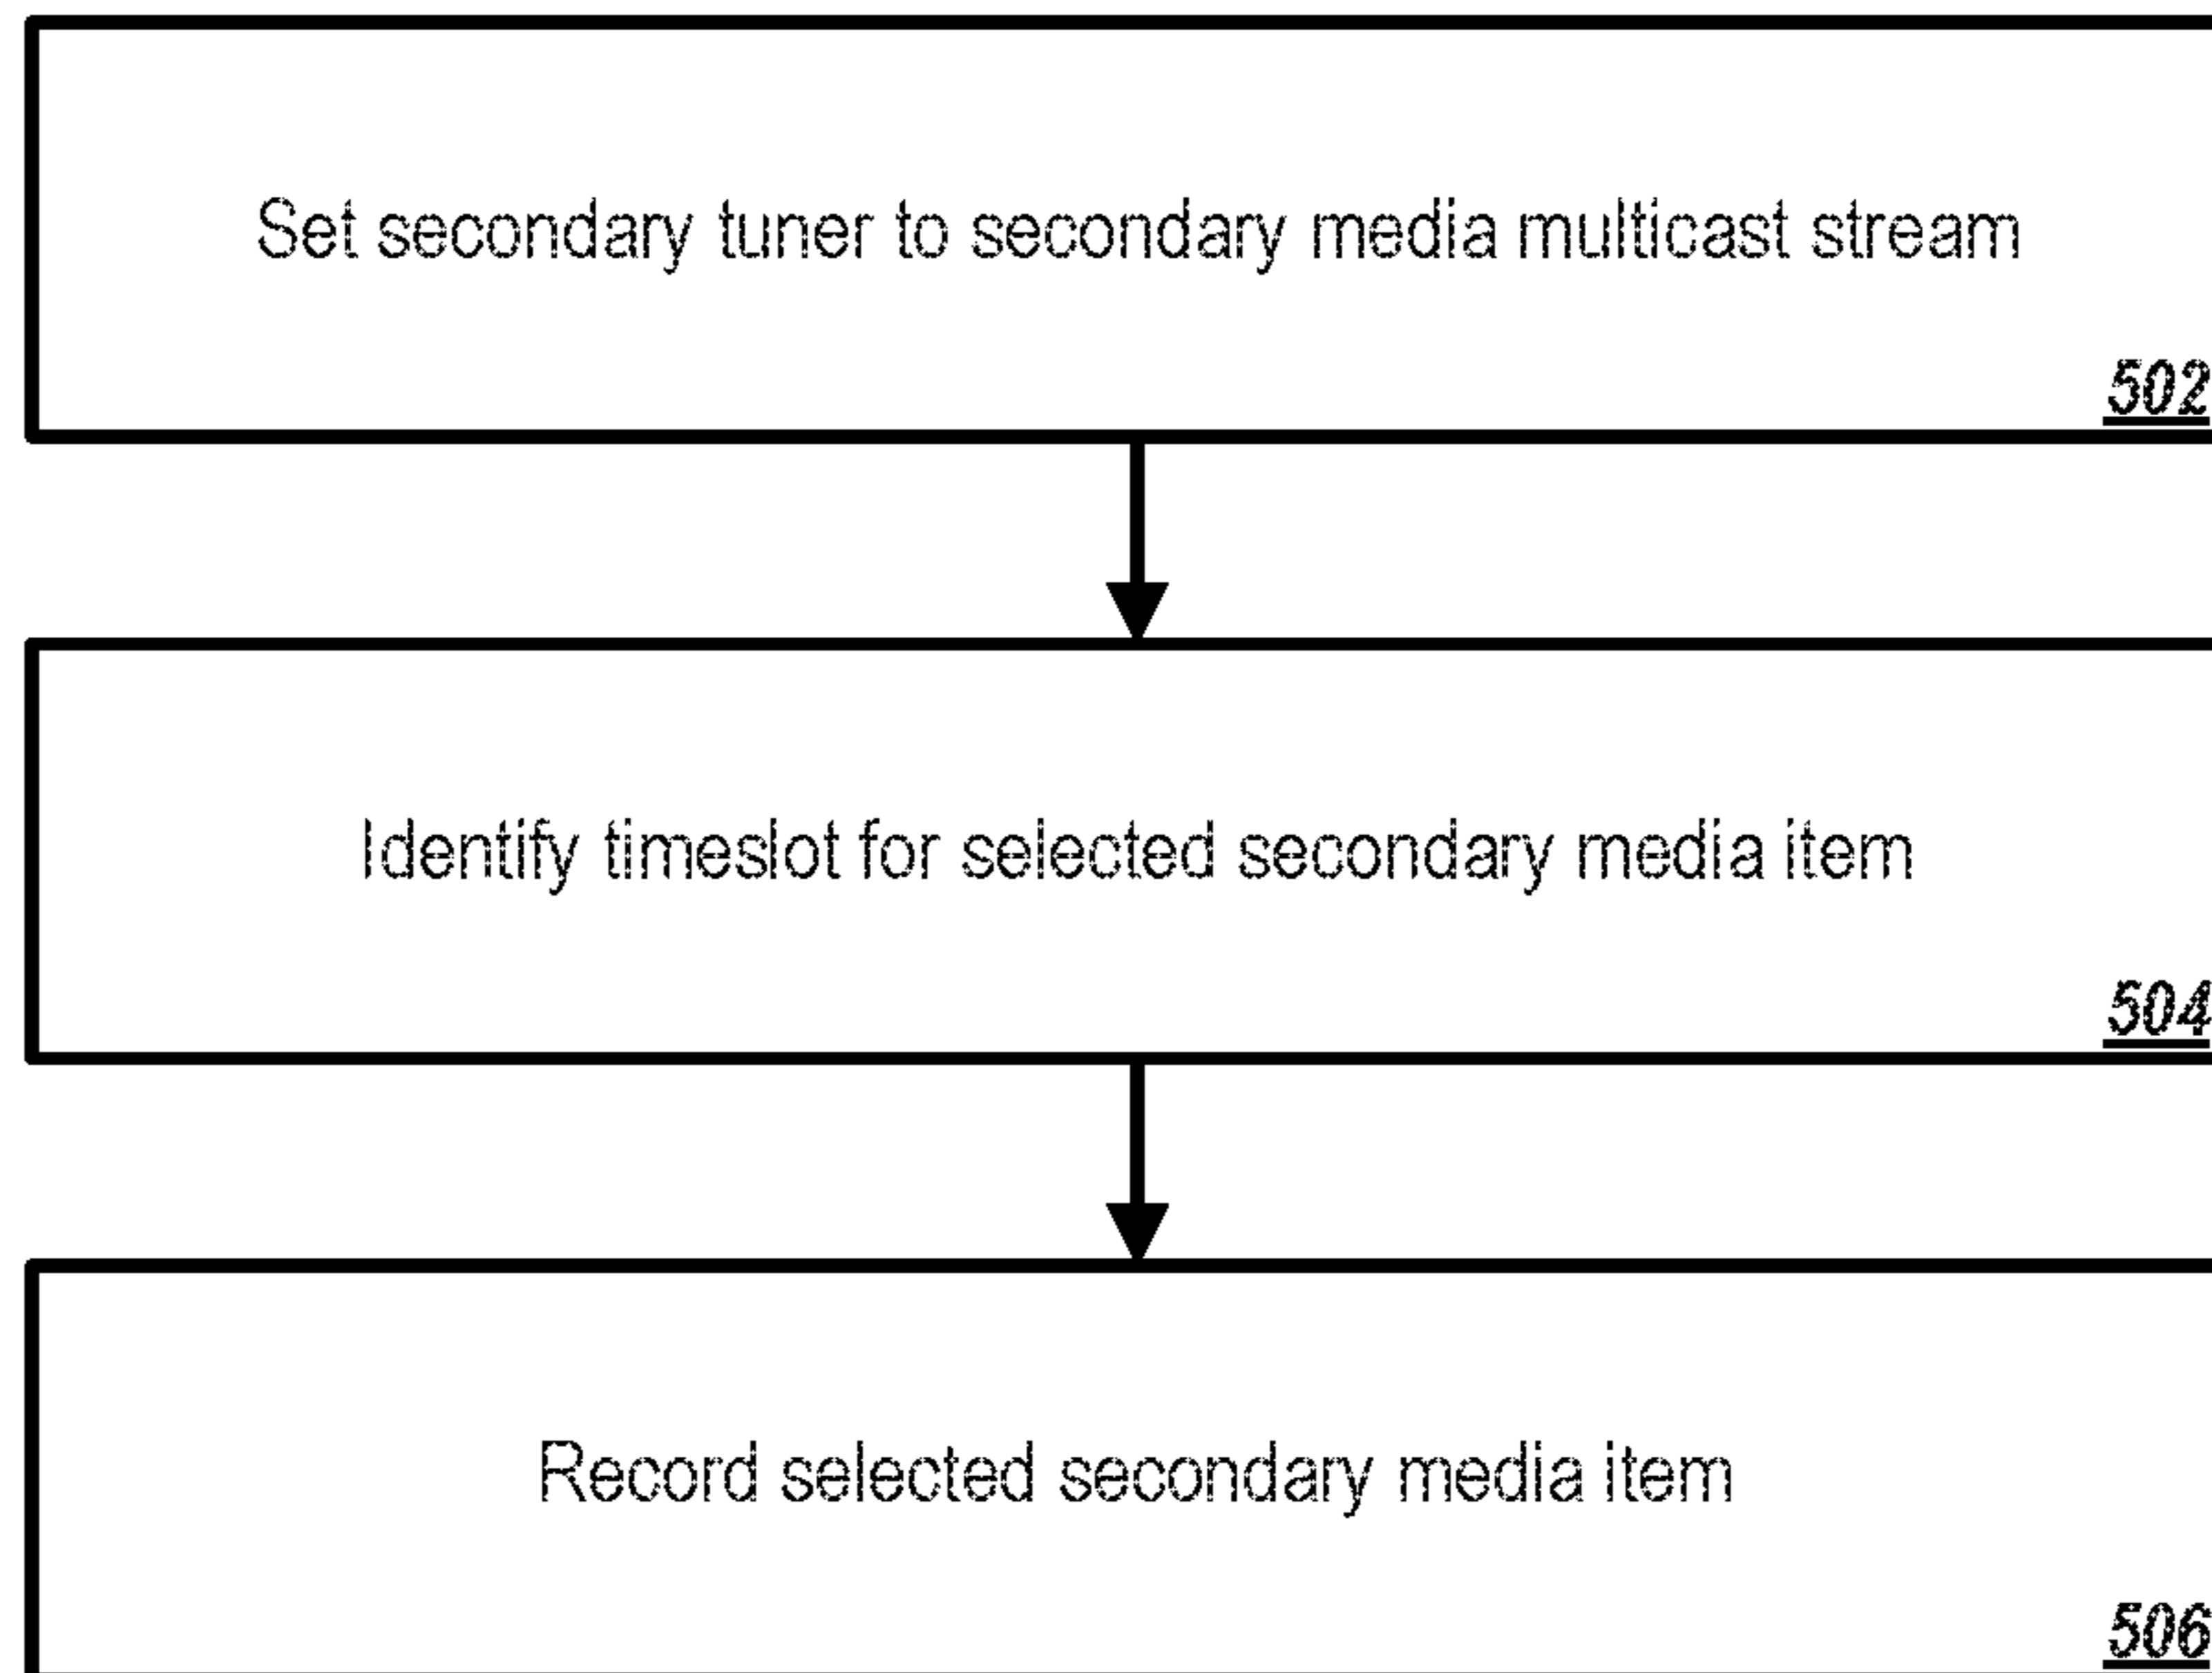 Set secondary tuner to secondary media multicast stream
502
Identify timeslot for selected secondary media item
504
Record selected secondary media item
506